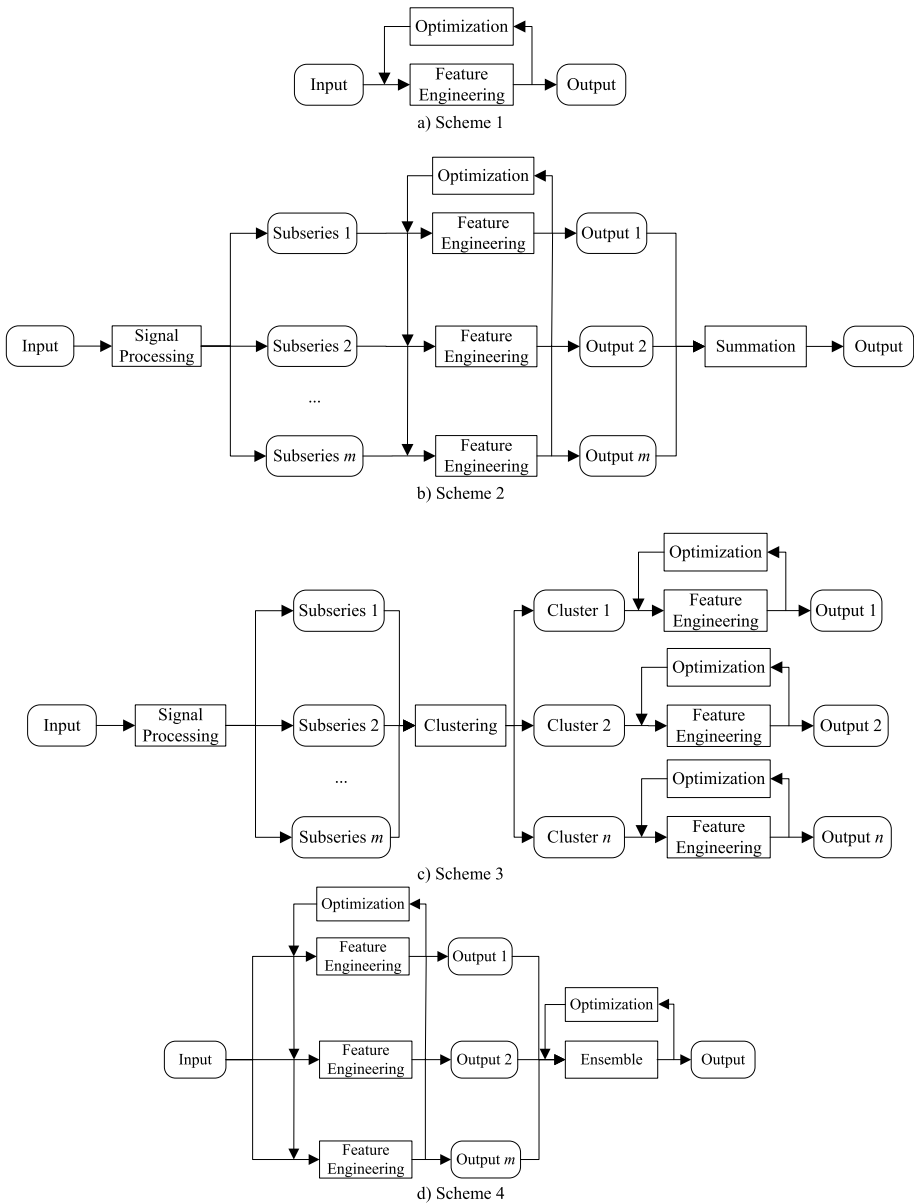 Optimization
Input
Feature
Engineering
Output
a) Scheme 1
Optimization
Subseries 1
Feature
Engineering
Output 1
Input
Signal
Processing
Subseries 2
Feature
Engineering
Output 2
Summation
Output
...
Subseries m
Feature
Engineering
Output m
b) Scheme 2
Optimization
Subseries 1
Cluster 1
Feature
Engineering
Output 1
Optimization
Input
Signal
Processing
Subseries 2
Clustering
Cluster 2
Feature
Engineering
Output 2
...
Optimization
Subseries m
Cluster n
Feature
Engineering
Output n
c) Scheme 3
Optimization
Feature
Engineering
Output 1
Optimization
Input
Feature
Engineering
Output 2
Ensemble
Output
Feature
Engineering
Output m
d) Scheme 4